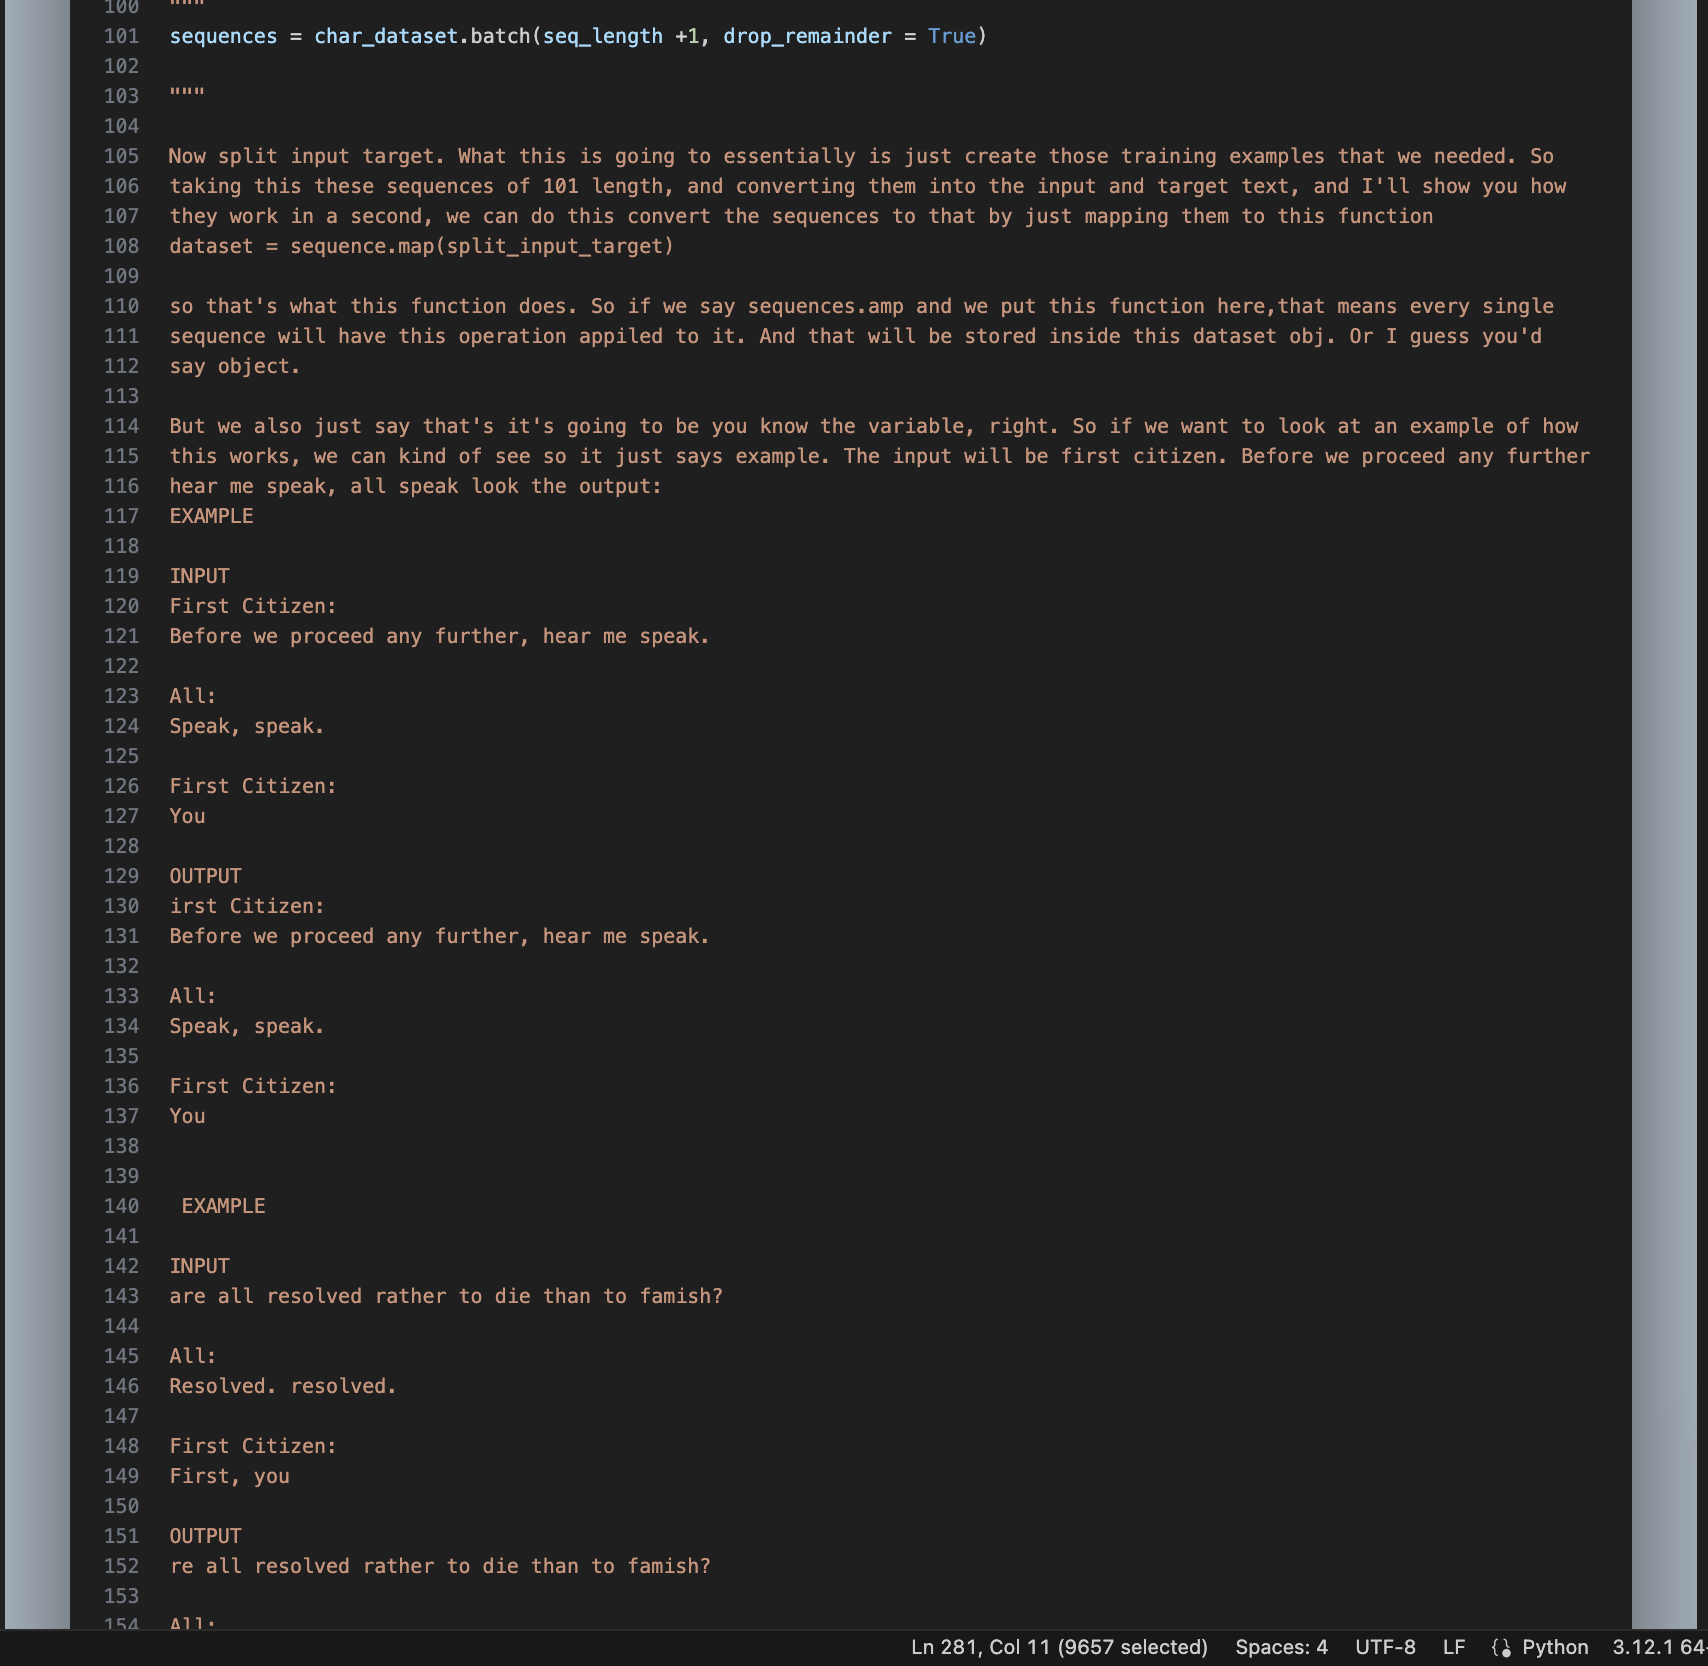 100 """
101 sequences = char_dataset.batch(seq_length +1, drop_remainder = True)
102
103 """
104
105 Now split input target. What this is going to essentially is just create those training examples that we needed. So
106 taking this these sequences of 101 length, and converting them into the input and target text, and I'll show you how
107 they work in a second, we can do this convert the sequences to that by just mapping them to this function
108 dataset = sequence.map(split_input_target)
109
110 so that's what this function does. So if we say sequences.amp and we put this function here,that means every single
111 sequence will have this operation appiled to it. And that will be stored inside this dataset obj. Or I guess you'd
112 say object.
113
114 But we also just say that's it's going to be you know the variable, right. So if we want to look at an example of how
115 this works, we can kind of see so it just says example. The input will be first citizen. Before we proceed any further
116 hear me speak, all speak look the output:
117 EXAMPLE
118
119 INPUT
120 First Citizen:
121 Before we proceed any further, hear me speak.
122
123 All:
124 Speak, speak.
125
126 First Citizen:
127 You
128
129 OUTPUT
130 irst Citizen:
131 Before we proceed any further, hear me speak.
132
133 All:
134 Speak, speak.
135
136 First Citizen:
137 You
138
139
140 EXAMPLE
141
142 INPUT
143 are all resolved rather to die than to famish?
144
145 All:
146 Resolved. resolved.
147
148 First Citizen:
149 First, you
150
151 OUTPUT
152 re all resolved rather to die than to famish?
153
154 All:
Ln 281, Col 11 (9657 selected) Spaces: 4 UTF-8 LF Python 3.12.1 64-